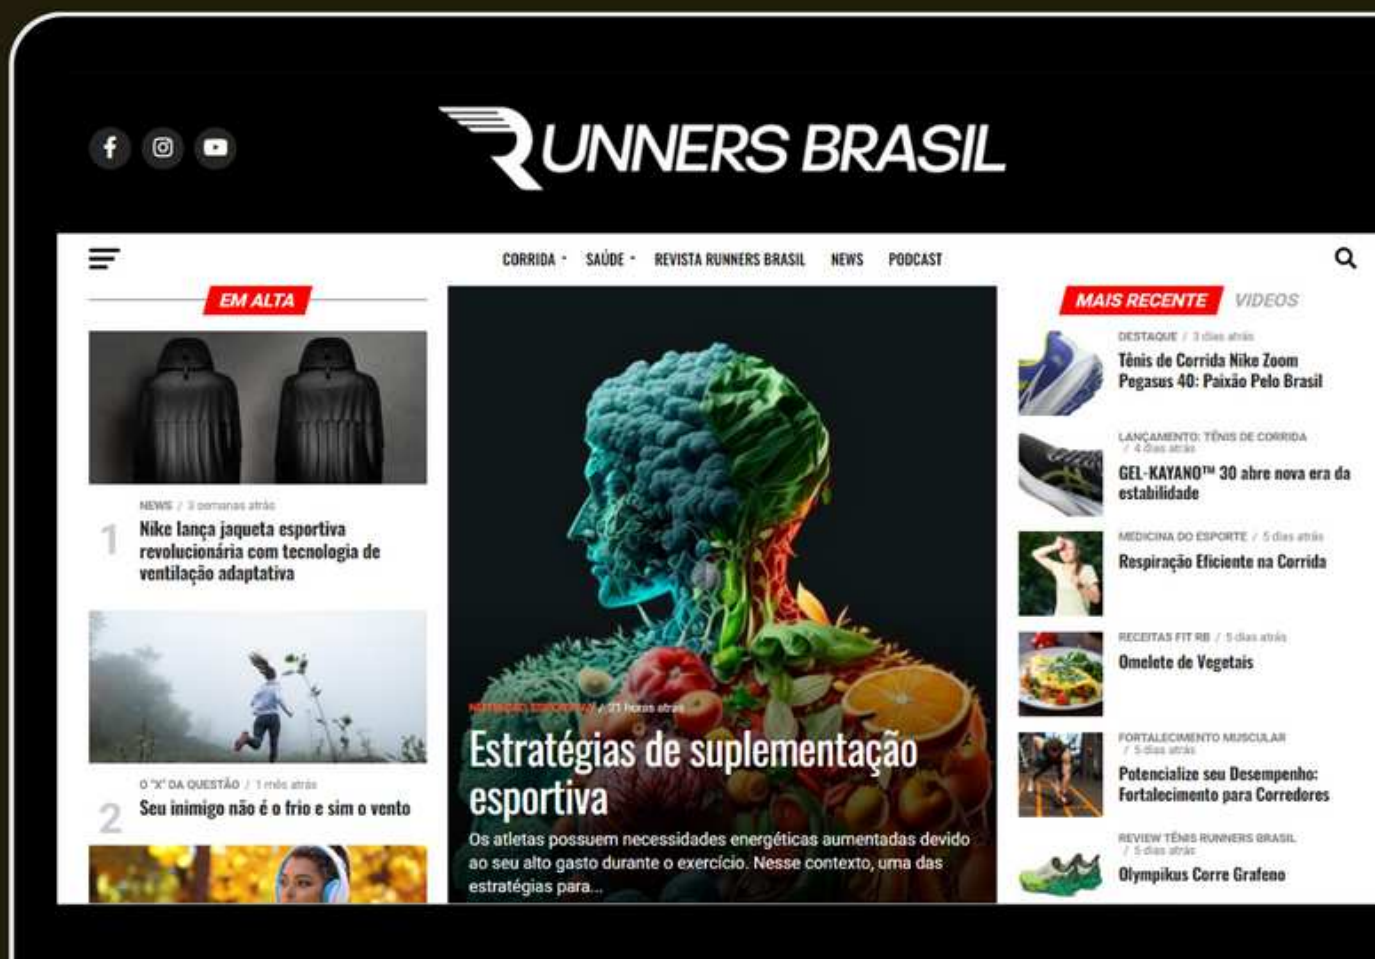 RUNNERS BRASIL
CORRIDA
SAÚDE
REVISTA RUNNERS BRASIL
NEWS
PODCAST
EM ALTA
NEWS / 3 semanas atrás
1
Nike lança jaqueta esportiva
revolucionária com tecnologia de
ventilação adaptativa
O "X" DA QUESTÃO / 1 mês atrás
2
Seu inimigo não é o frio e sim o vento
/ 21 horas atrás
Estratégias de suplementação
esportiva
Os atletas possuem necessidades energéticas aumentadas devido
ao seu alto gasto durante o exercício. Nesse contexto, uma das
estratégias para...
MAIS RECENTE
VIDEOS
DESTAQUE / 3 dias atrás
Tênis de Corrida Nike Zoom
Pegasus 40: Paixão Pelo Brasil
LANÇAMENTO: TÊNIS DE CORRIDA
/ 4 dias atrás
GEL-KAYANO™ 30 abre nova era da
estabilidade
MEDICINA DO ESPORTE / 5 dias atrás
Respiração Eficiente na Corrida
RECEITAS FIT RB / 5 dias atrás
Omelete de Vegetais
FORTALECIMENTO MUSCULAR
/ 5 dias atrás
Potencialize seu Desempenho:
Fortalecimento para Corredores
REVIEW TÊNIS RUNNERS BRASIL
/ 5 dias atrás
Olympikus Corre Grafeno